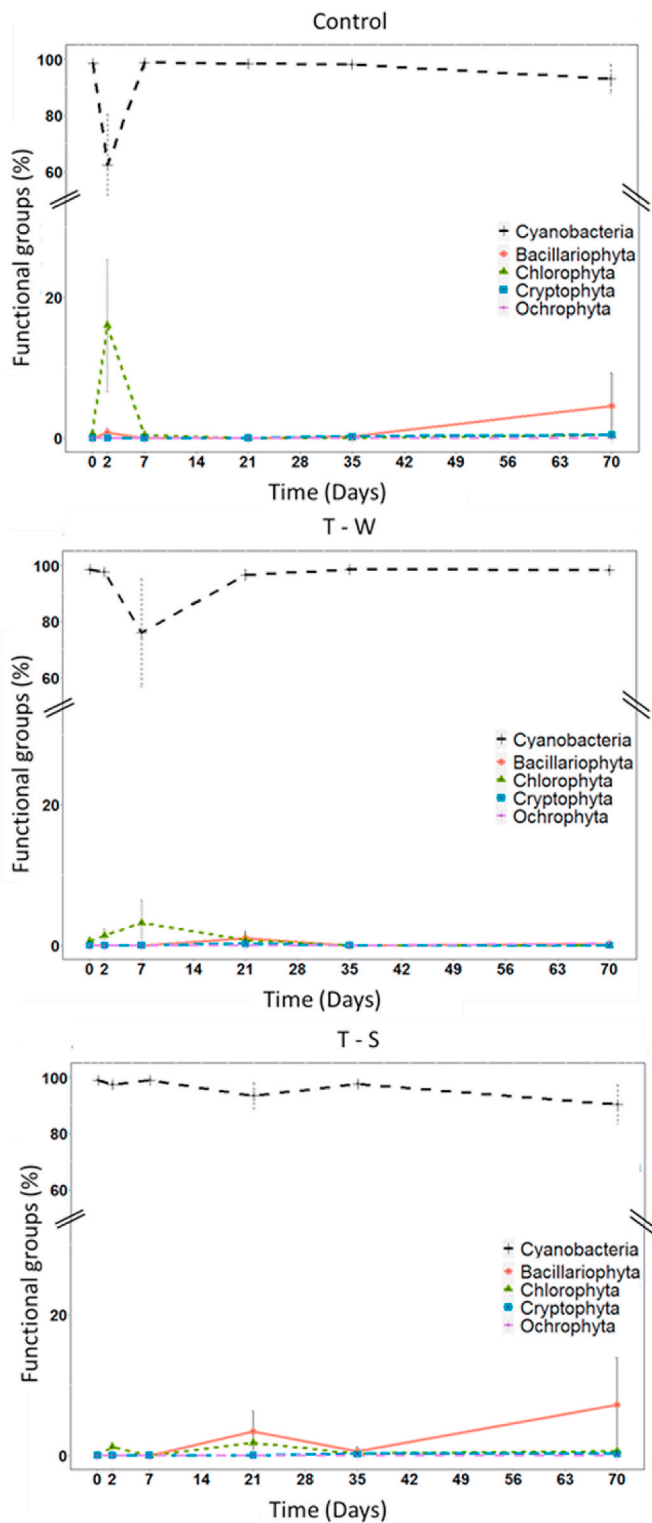 Control
Functional groups (%)
100
80
60
20
0
Cyanobacteria
Bacillariophyta
Chlorophyta
Cryptophyta
Ochrophyta
0 2 7 14 21 28 35 42 49 56 63 70
Time (Days)
T - W
Functional groups (%)
100
80
60
20
0
Cyanobacteria
Bacillariophyta
Chlorophyta
Cryptophyta
Ochrophyta
0 2 7 14 21 28 35 42 49 56 63 70
Time (Days)
T - S
Functional groups (%)
100
80
60
20
0
Cyanobacteria
Bacillariophyta
Chlorophyta
Cryptophyta
Ochrophyta
0 2 7 14 21 28 35 42 49 56 63 70
Time (Days)